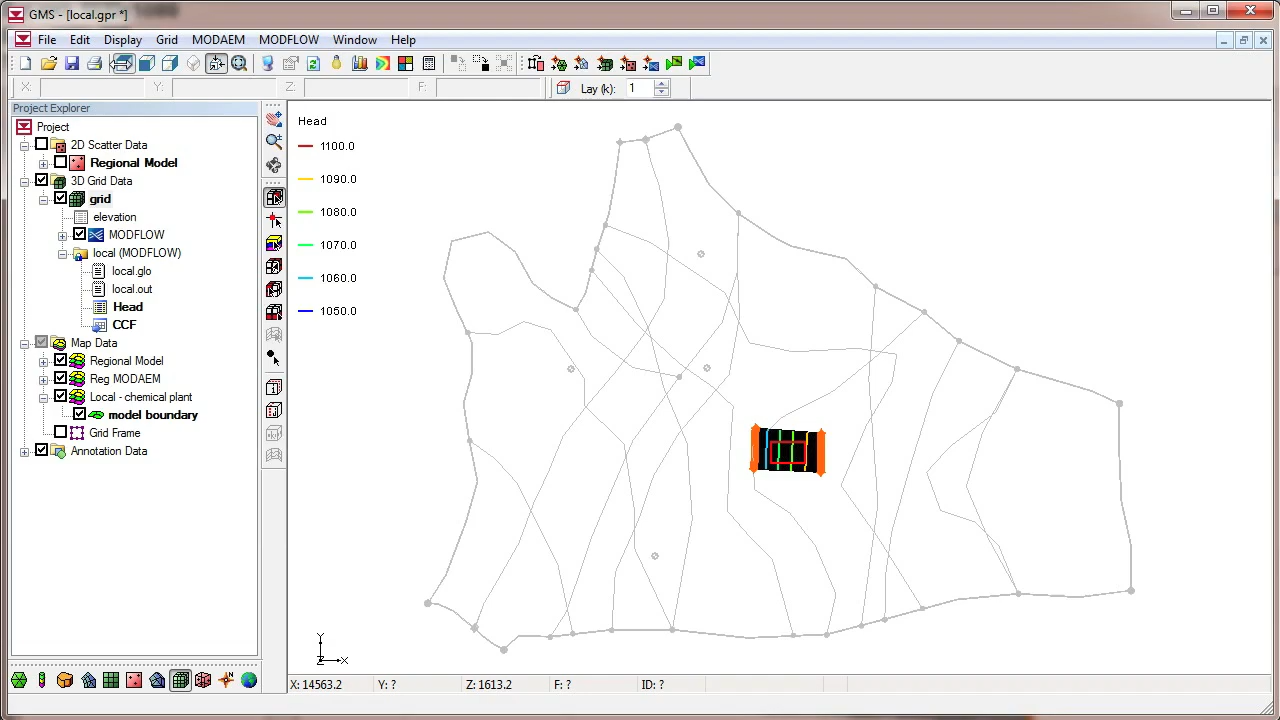 GMS - [local.gpr *]
File Edit Display Grid MODAEM MODFLOW Window Help
X: Y: Z: F: Lay (k): 1
Project Explorer
Project
2D Scatter Data
Regional Model
3D Grid Data
grid
elevation
MODFLOW
local (MODFLOW)
local.glo
local.out
Head
CCF
Map Data
Regional Model
Reg MODAEM
Local - chemical plant
model boundary
Grid Frame
Annotation Data
Head
1100.0
1090.0
1080.0
1070.0
1060.0
1050.0
Y
Z X
X: 14563.2 Y: ? Z: 1613.2 F: ? ID: ?